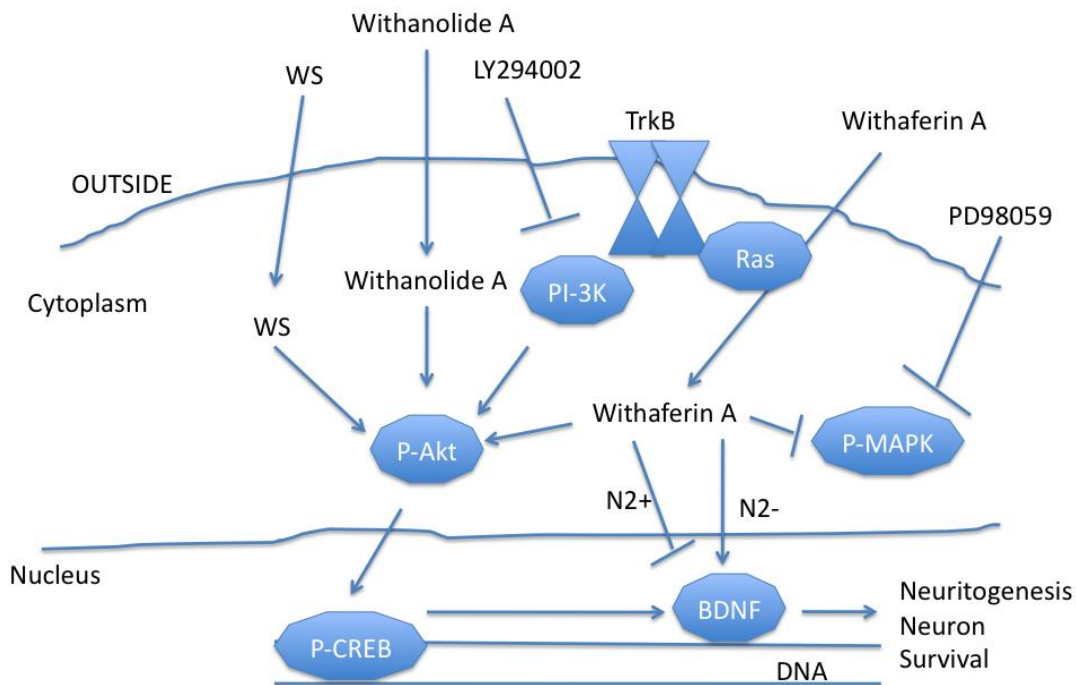 Withanolide A
LY294002
WS
TrkB
Withaferin A
OUTSIDE
PD98059
Ras
Withanolide A
PI-3K
Cytoplasm
WS
Withaferin A
P-Akt
P-MAPK
N2+
N2-
Nucleus
BDNF
Neuritogenesis
Neuron
Survival
P-CREB
DNA